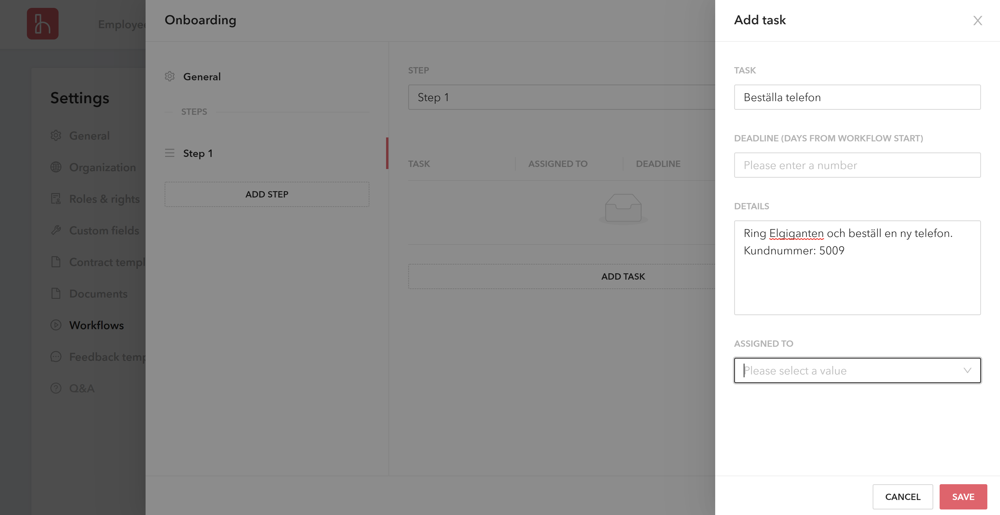 Employee
Settings
General
Organization
Roles & rights
Custom fields
Contract templ
Documents
Workflows
Feedback temp
Q&A
Onboarding
General
STEPS
Step 1
ADD STEP
STEP
Step 1
TASK
ASSIGNED TO
DEADLINE
ADD TASK
Add task
TASK
Beställa telefon
DEADLINE (DAYS FROM WORKFLOW START)
Please enter a number
DETAILS
Ring Elgiganten och beställ en ny telefon.
Kundnummer: 5009
ASSIGNED TO
Please select a value
CANCEL
SAVE